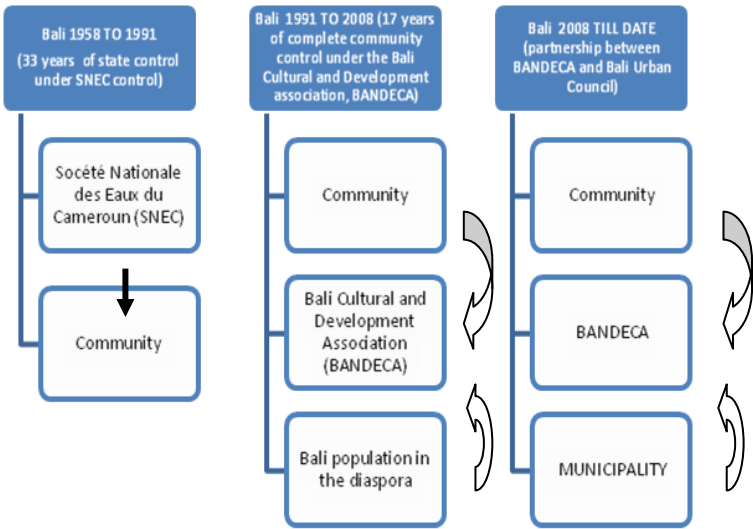 Bali 1958 TO 1991
(33 years of state control
under SNEC control)
Socété Nationale
des Eaux du
Cameroun (SNEC)
Community
Bali 1991 TO 2008 (17 years
of complete community
control under the Bali
Cultural and Development
association, BANDECA)
Community
Bali Cultural and
Development
Association
(BANDECA)
Bali population in
the diaspora
Bali 2008 TILL DATE
(partnership between
BANDECA and Bali Urban
Council)
Community
BANDECA
MUNICIPALITY